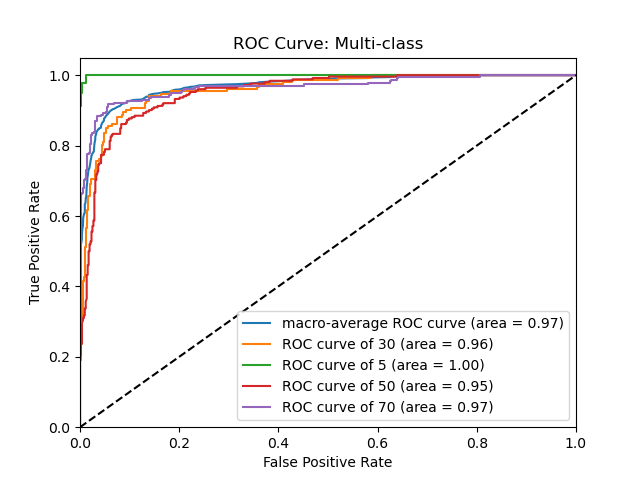 ROC Curve: Multi-class
1.0
0.8
0.6
0.4
0.2
0.0
True Positive Rate
macro-average ROC curve (area = 0.97)
ROC curve of 30 (area = 0.96)
ROC curve of 5 (area = 1.00)
ROC curve of 50 (area = 0.95)
ROC curve of 70 (area = 0.97)
0.0 0.2 0.4 0.6 0.8 1.0
False Positive Rate